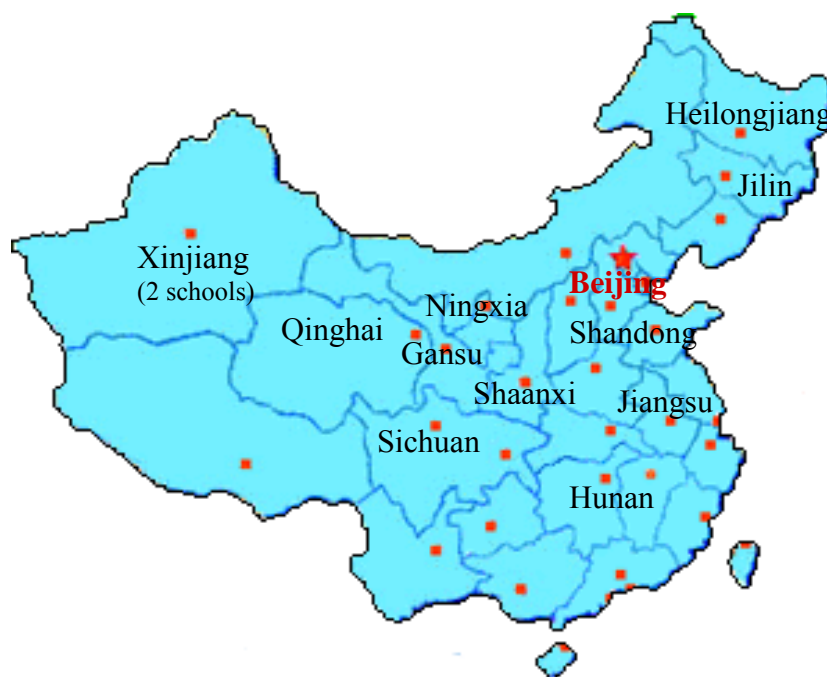 Heilongjiang
Jilin
Xinjiang
(2 schools)
Beijing
Ningxia
Qinghai
Shandong
Gansu
Shaanxi
Jiangsu
Sichuan
Hunan